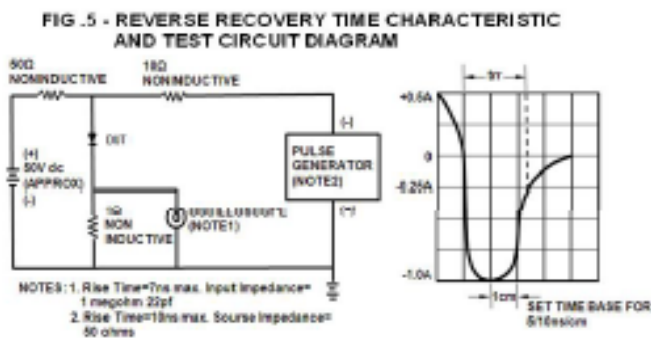 FIG .5 - REVERSE RECOVERY TIME CHARACTERISTIC
AND TEST CIRCUIT DIAGRAM
50Ω
NONINDUCTIVE
10Ω
NONINDUCTIVE
trr
+0.5A
(-)
DUT
(+)
50V dc
(APPROX)
(-)
PULSE
GENERATOR
(NOTE2)
0
-0.25A
1Ω
NON
INDUCTIVE
(NOTE1)
-1.0A
1cm
NOTES: 1. Rise Time=7ns max. Input Impedance=
1 megohm 22pf
2. Rise Time=10ns max. Sourse Impedance=
50 ohms
SET TIME BASE FOR
5/10ns/cm